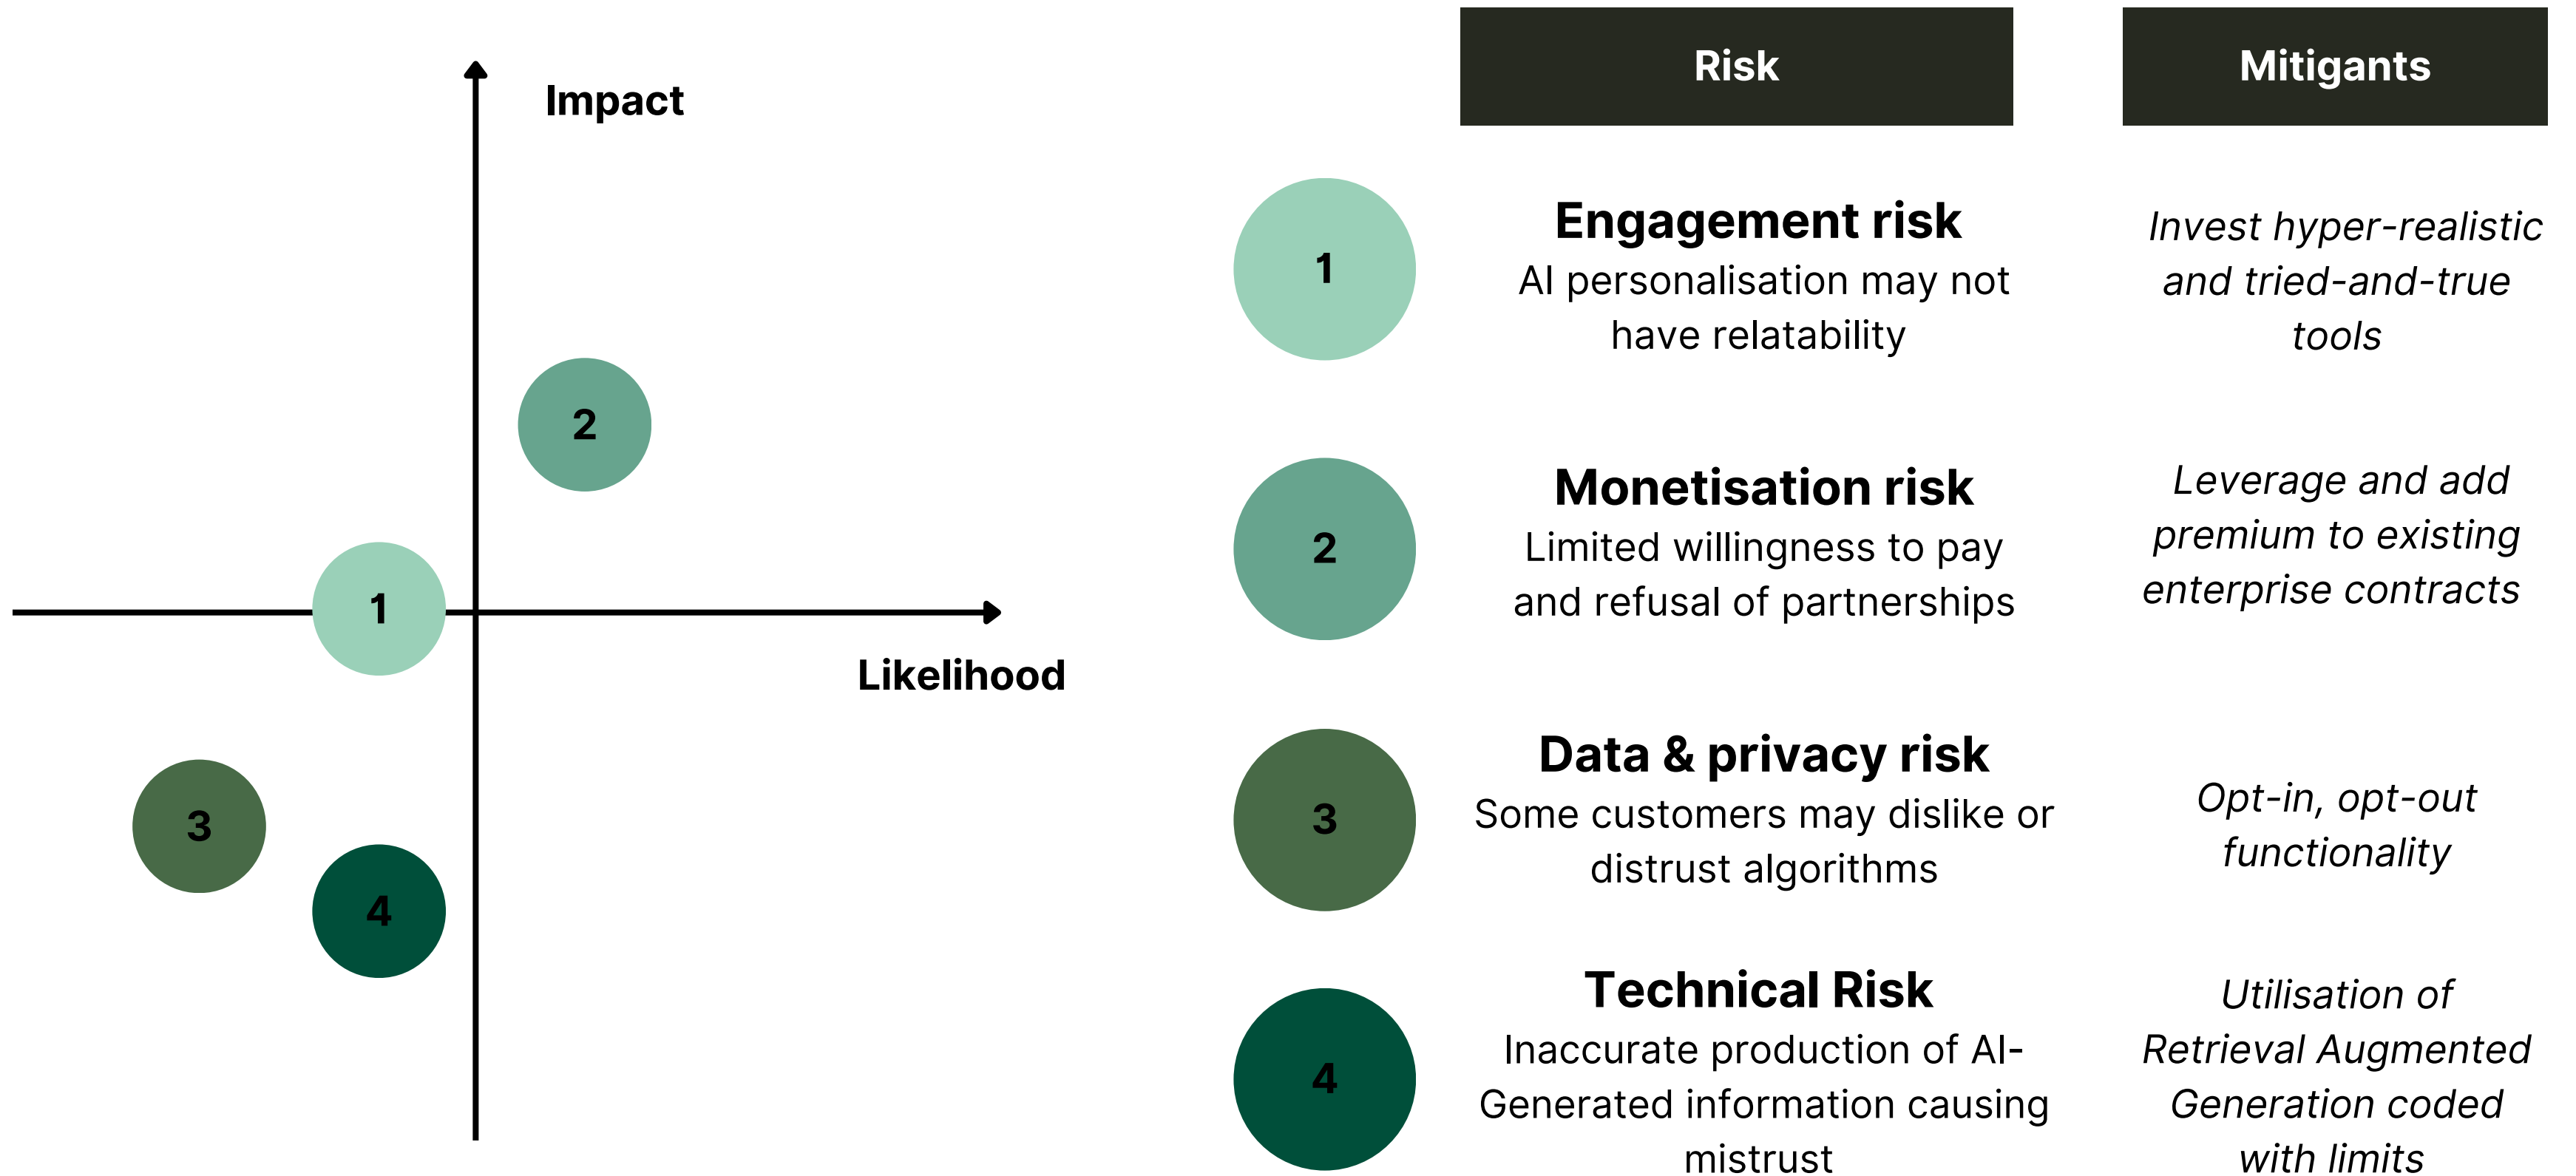 Impact
2
1
Likelihood
3
4
Risk
Mitigants
1
Engagement risk
AI personalisation may not
have relatability
Invest hyper-realistic
and tried-and-true
tools
2
Monetisation risk
Limited willingness to pay
and refusal of partnerships
Leverage and add
premium to existing
enterprise contracts
3
Data & privacy risk
Some customers may dislike or
distrust algorithms
Opt-in, opt-out
functionality
4
Technical Risk
Inaccurate production of AI-
Generated information causing
mistrust
Utilisation of
Retrieval Augmented
Generation coded
with limits